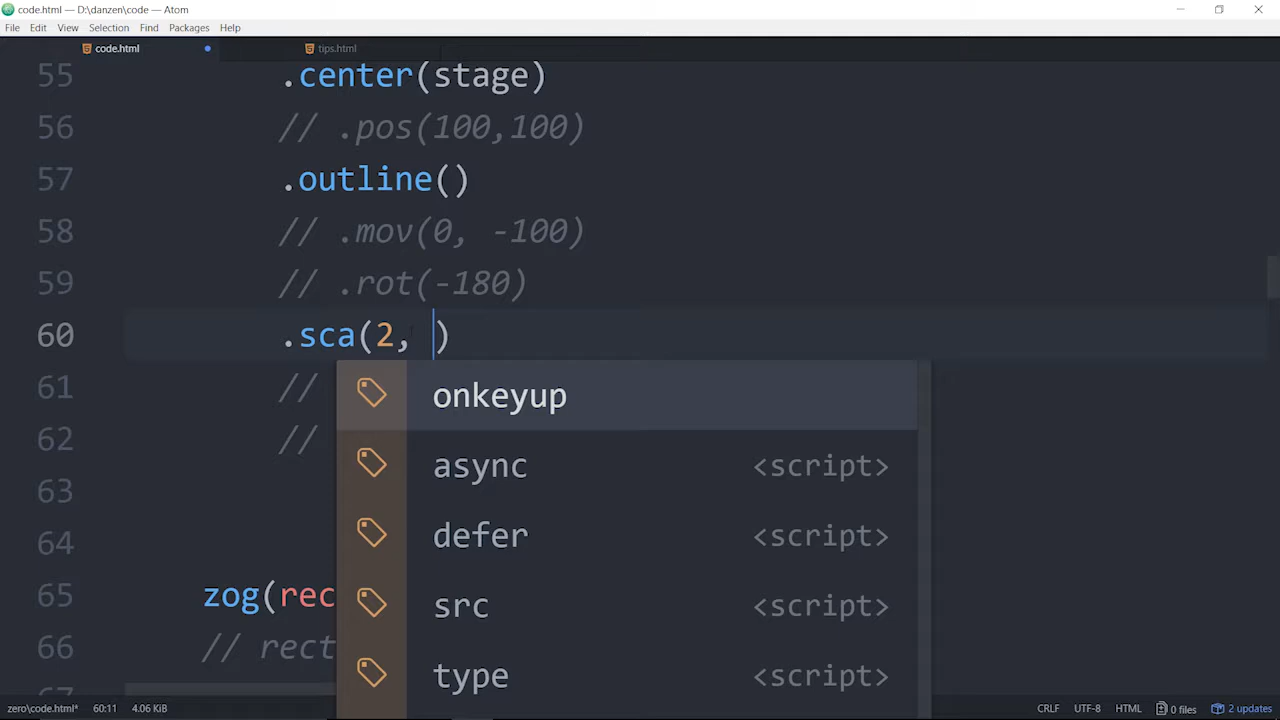 code.html — D:\danzen\code — Atom
File Edit View Selection Find Packages Help
code.html tips.html
55 .center(stage)
56 // .pos(100,100)
57 .outline()
58 // .mov(0, -100)
59 // .rot(-180)
60 .sca(2, )
61 //
62 //
63
64
65 zog(rec
66 // rect
onkeyup
async <script>
defer <script>
src <script>
type <script>
zero\code.html* 60:11 4.06 KiB CRLF UTF-8 HTML 0 files 2 updates